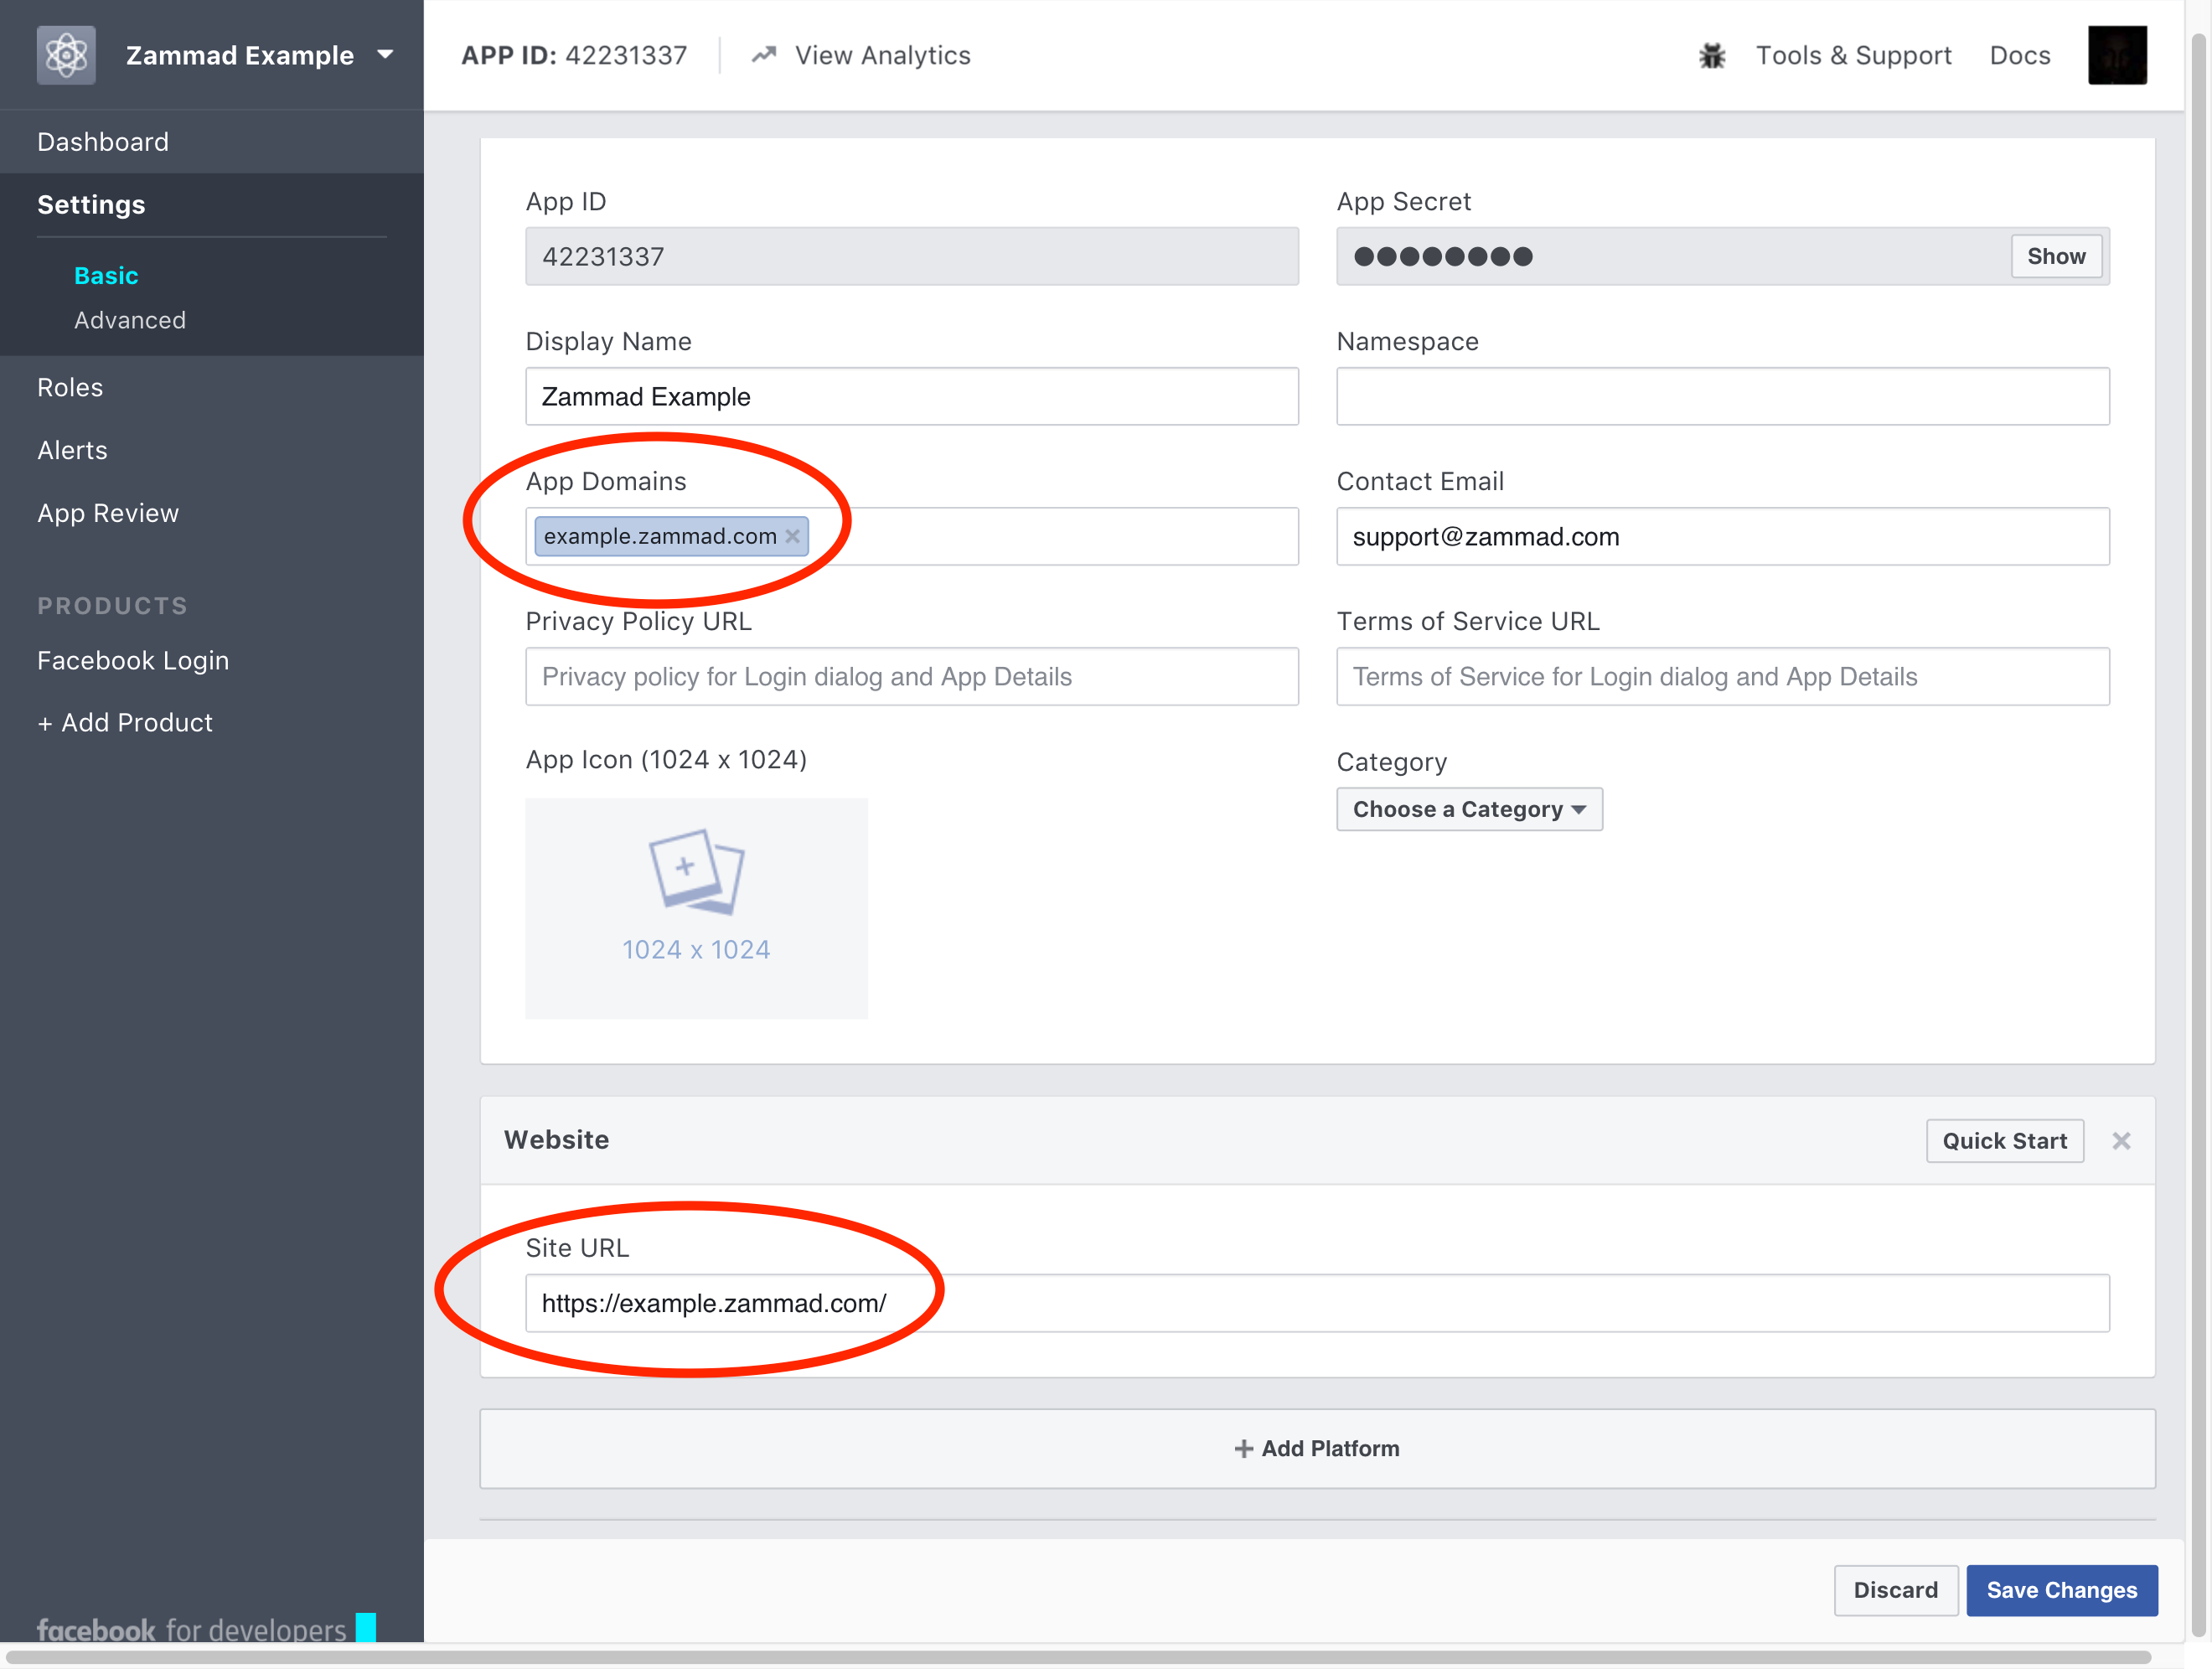 Zammad Example
APP ID: 42231337
View Analytics
Tools & Support
Docs
Dashboard
Settings
Basic
Advanced
Roles
Alerts
App Review
PRODUCTS
Facebook Login
+ Add Product
facebook for developers
App ID
42231337
App Secret
●●●●●●●●
Show
Display Name
Zammad Example
Namespace
App Domains
example.zammad.com ×
Contact Email
support@zammad.com
Privacy Policy URL
Privacy policy for Login dialog and App Details
Terms of Service URL
Terms of Service for Login dialog and App Details
App Icon (1024 x 1024)
1024 x 1024
Category
Choose a Category
Website
Quick Start
×
Site URL
https://example.zammad.com/
+ Add Platform
Discard
Save Changes